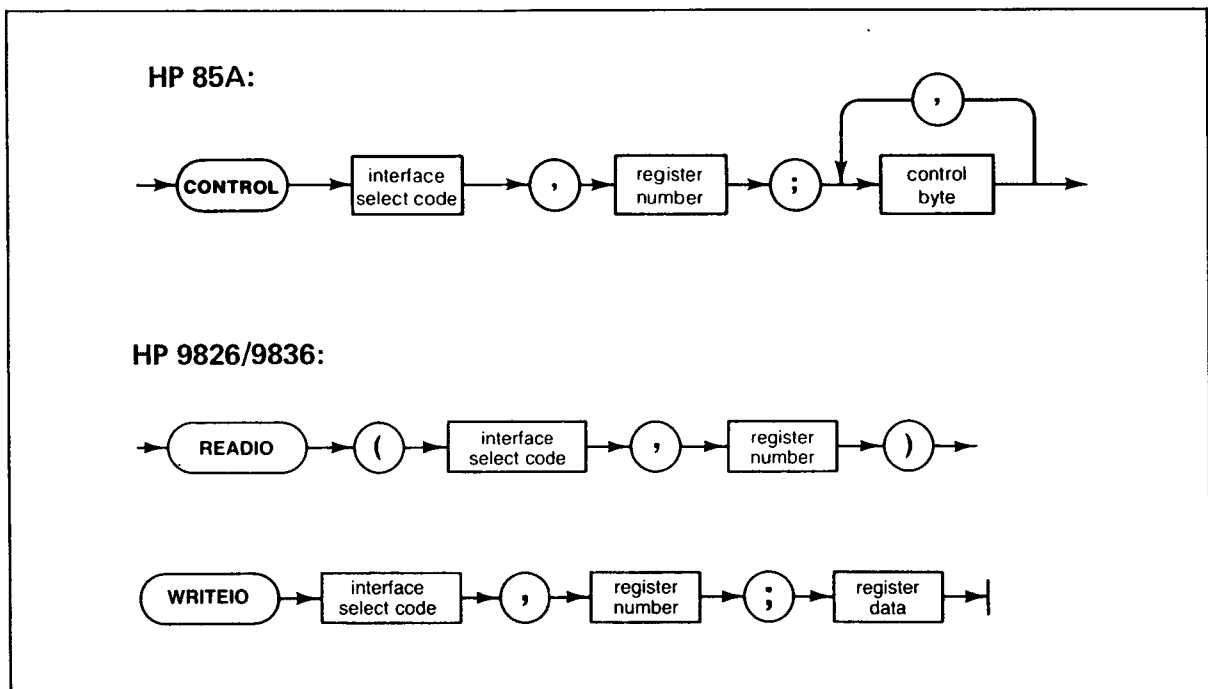 HP 85A:
,
CONTROL interface select code , register number ; control byte
HP 9826/9836:
READIO ( interface select code , register number )
WRITEIO interface select code , register number ; register data